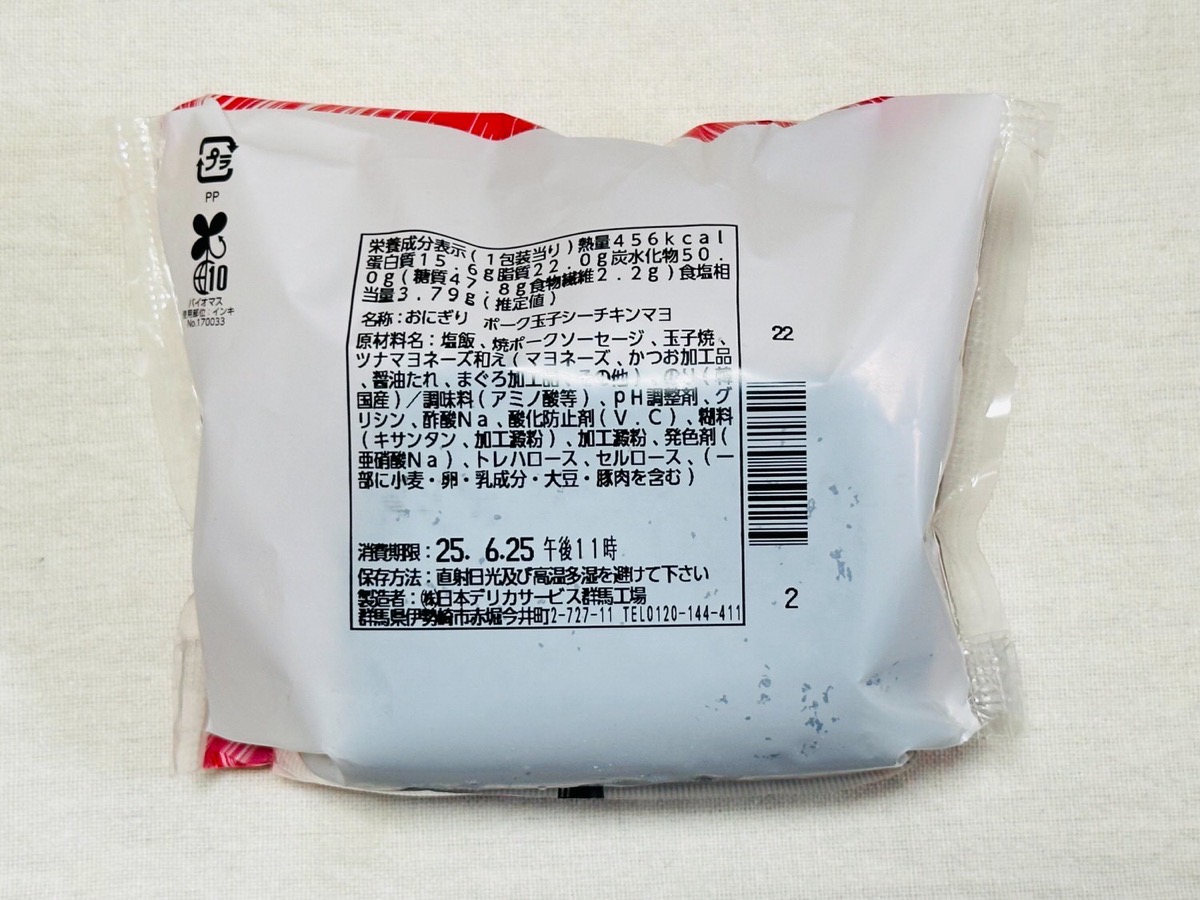 プラ
PP
10
バイオマス
使用部位 インキ
No.170033
栄養成分表示(1包装当り)熱量456kcal
蛋白質15.6g脂質22.0g炭水化物50.
0g(糖質47.8g食物繊維2.2g)食塩相
当量3.79g(推定値)
名称:おにぎり ポーク玉子シーチキンマヨ
原材料名:塩飯、焼ポークソーセージ、玉子焼、
ツナマヨネーズ和え(マヨネーズ、かつお加工品
、醤油たれ、まぐろ加工品、その他)、のり(韓
国産)/調味料(アミノ酸等)、pH調整剤、グ
リシン、酢酸Na、酸化防止剤(V.C)、糊料
(キサンタン、加工澱粉)、加工澱粉、発色剤(
亜硝酸Na)、トレハロース、セルロース、(一
部に小麦・卵・乳成分・大豆・豚肉を含む)
消費期限:25. 6.25 午後11時
保存方法:直射日光及び高温多湿を避けて下さい
製造者:㈱日本デリカサービス群馬工場
群馬県伊勢崎市赤堀今井町2-727-11 TEL0120-144-411
22
2